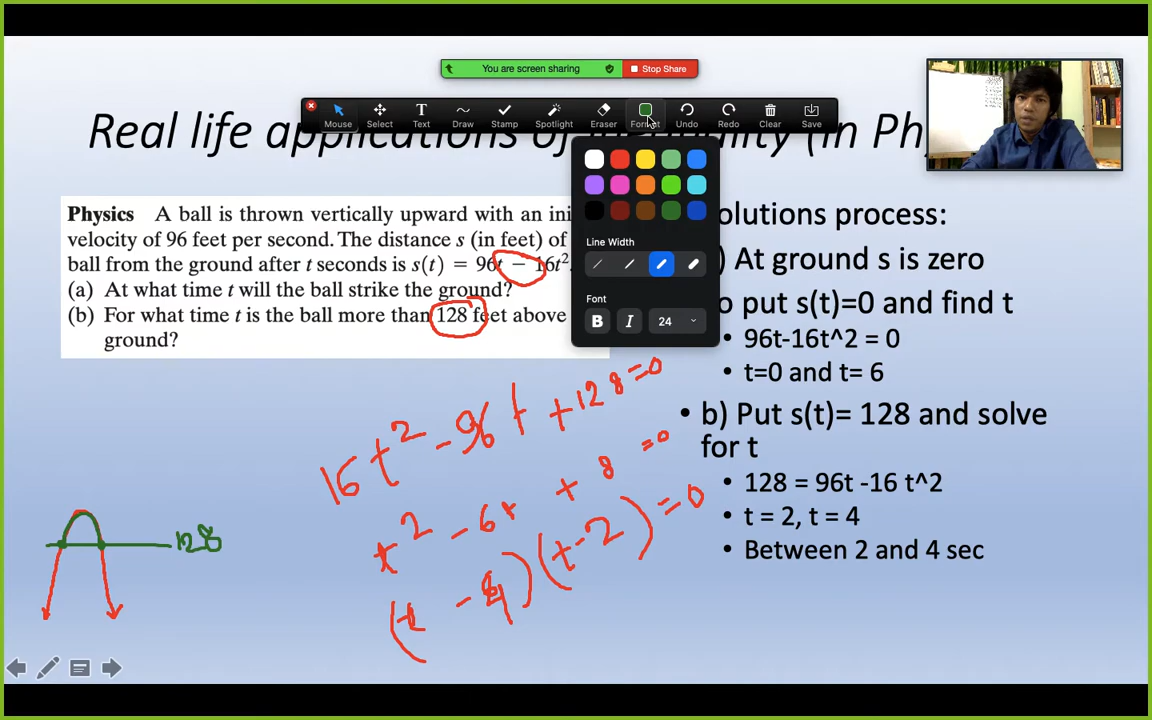 You are screen sharing
Stop Share
Mouse Select Text Draw Stamp Spotlight Eraser Format Undo Redo Clear Save
Real life applications of (in Ph
Physics A ball is thrown vertically upward with an ini
velocity of 96 feet per second. The distance s (in feet) of
ball from the ground after t seconds is s(t) = 96t − 16t²
(a) At what time t will the ball strike the ground?
(b) For what time t is the ball more than 128 feet above
ground?
Line Width
Font
B I 24
olutions process:
) At ground s is zero
o put s(t)=0 and find t
• 96t-16t^2 = 0
• t=0 and t= 6
• b) Put s(t)= 128 and solve
for t
• 128 = 96t -16 t^2
• t = 2, t = 4
• Between 2 and 4 sec
16t² - 96t + 128 = 0
t² - 6t + 8 = 0
(t - 4)(t - 2) = 0
128